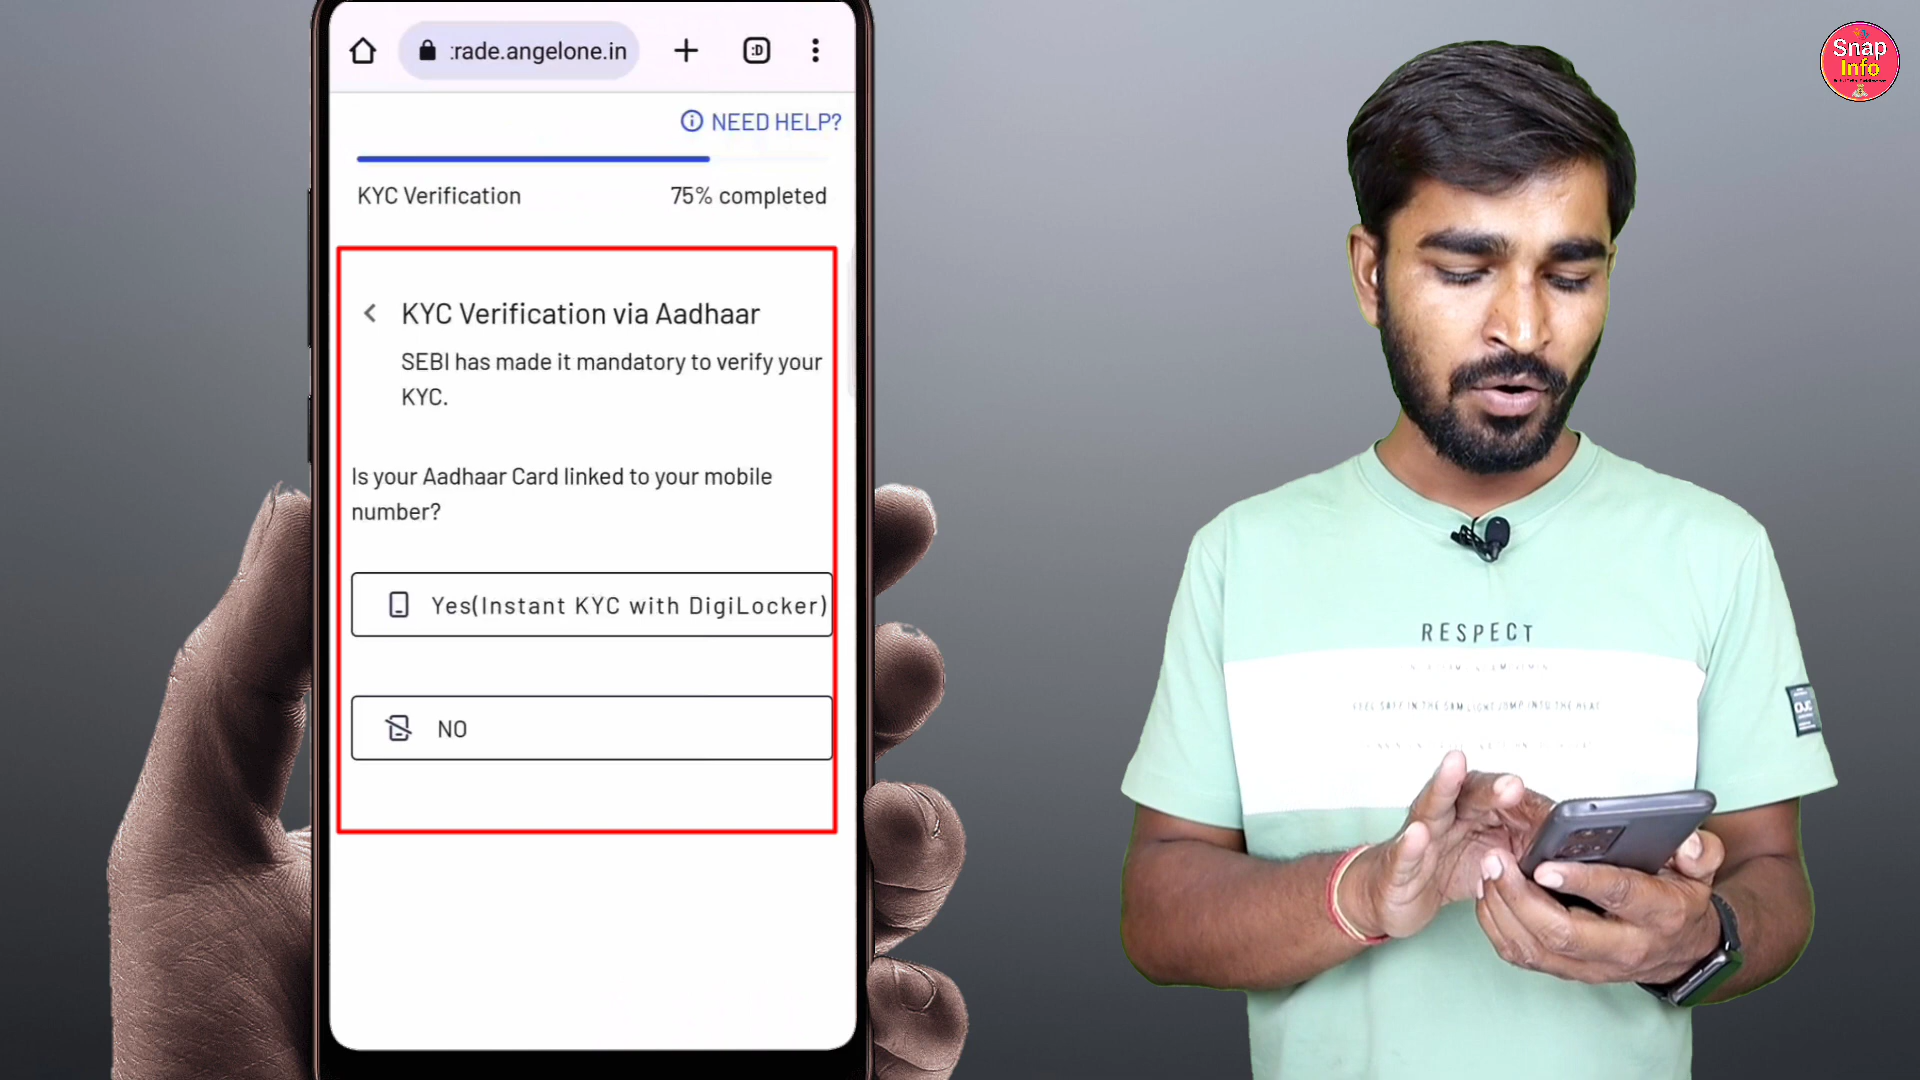 :rade.angelone.in
:D
NEED HELP?
KYC Verification
75% completed
KYC Verification via Aadhaar
SEBI has made it mandatory to verify your
KYC.
Is your Aadhaar Card linked to your mobile
number?
Yes(Instant KYC with DigiLocker)
NO
Snap
Info
RESPECT